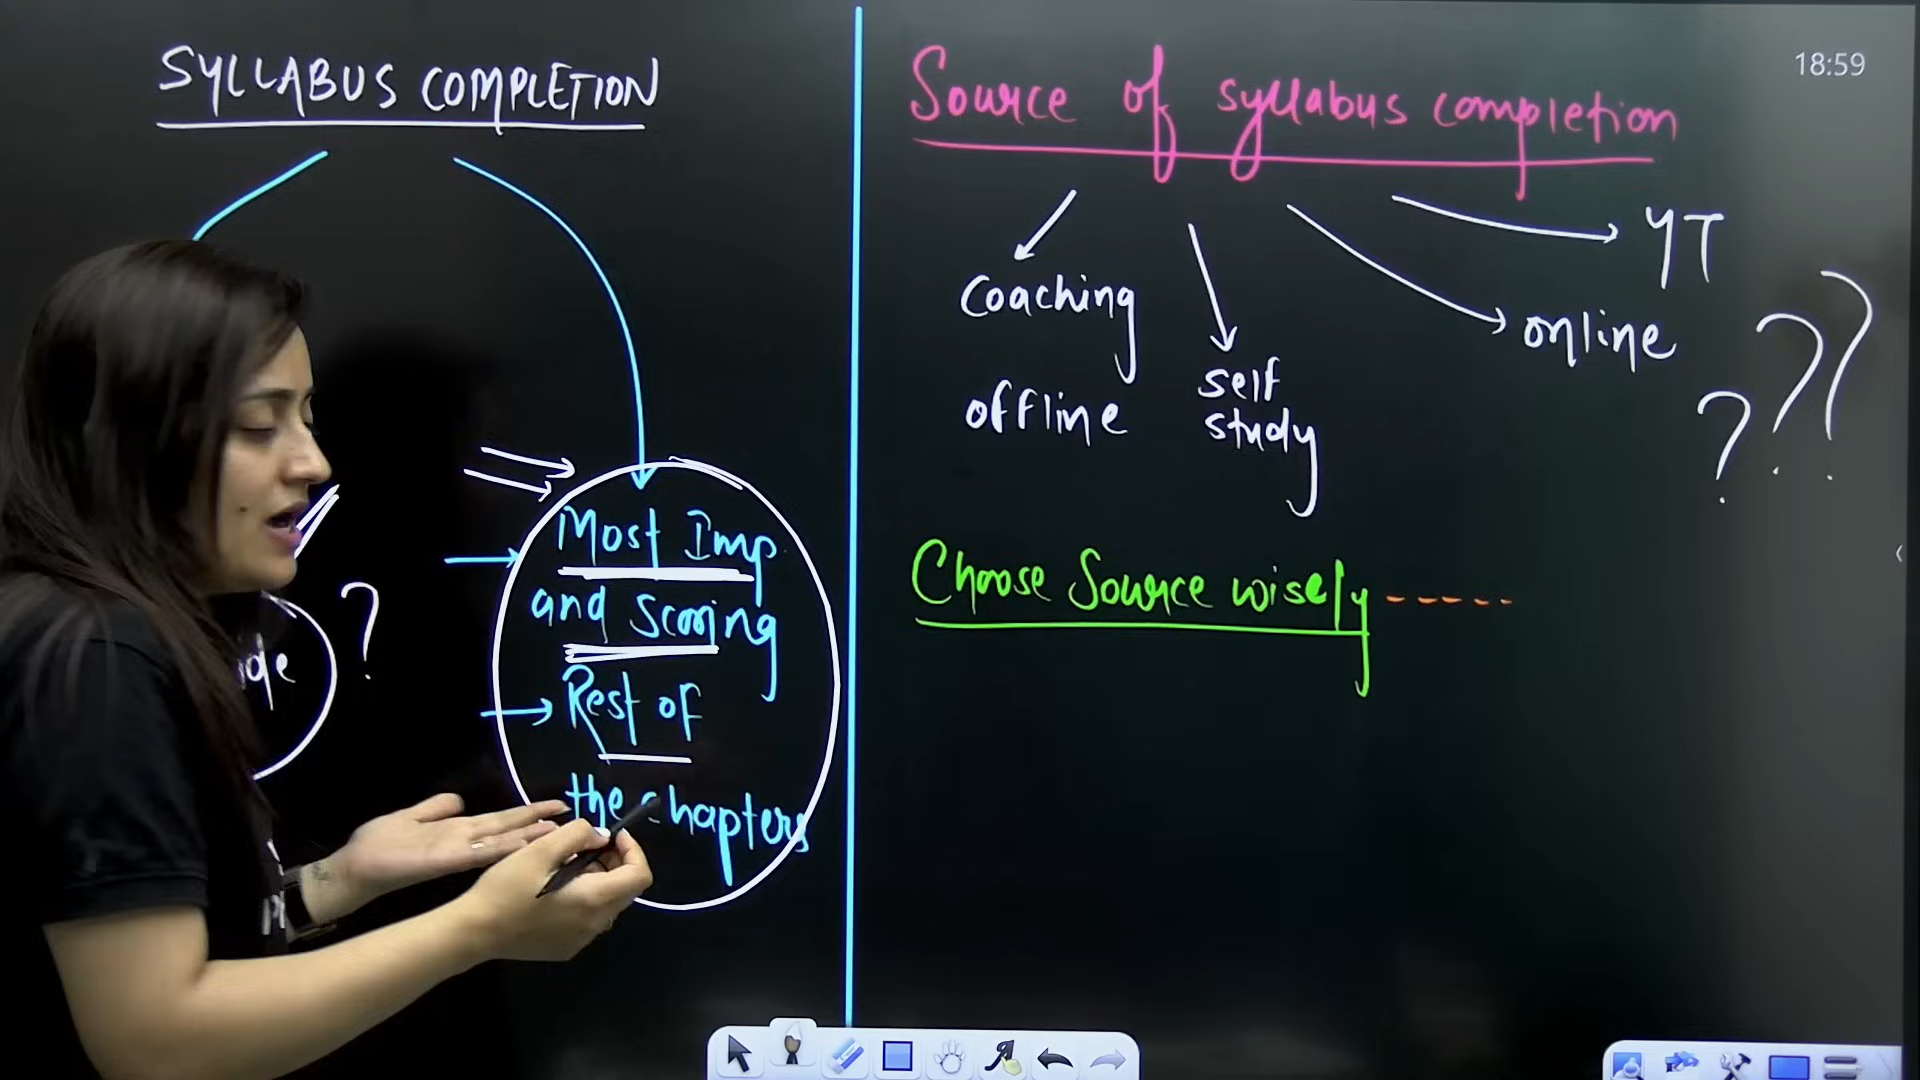 SYLLABUS COMPLETION
?
Most Imp
and scoring
Rest of
the chapters
18:59
Source of syllabus completion
YT
Coaching
offline
self
study
online
? ? ?
Choose Source wisely -----